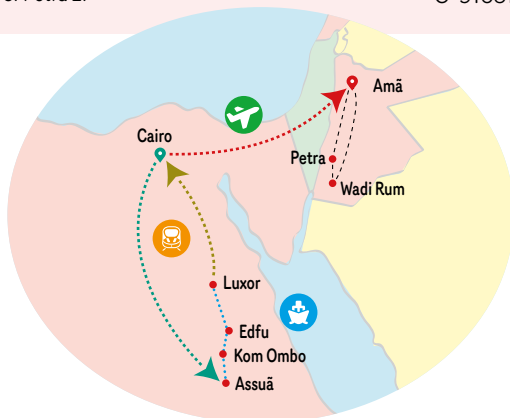 Amã
Cairo
Petra
Wadi Rum
Luxor
Edfu
Kom Ombo
Assuã